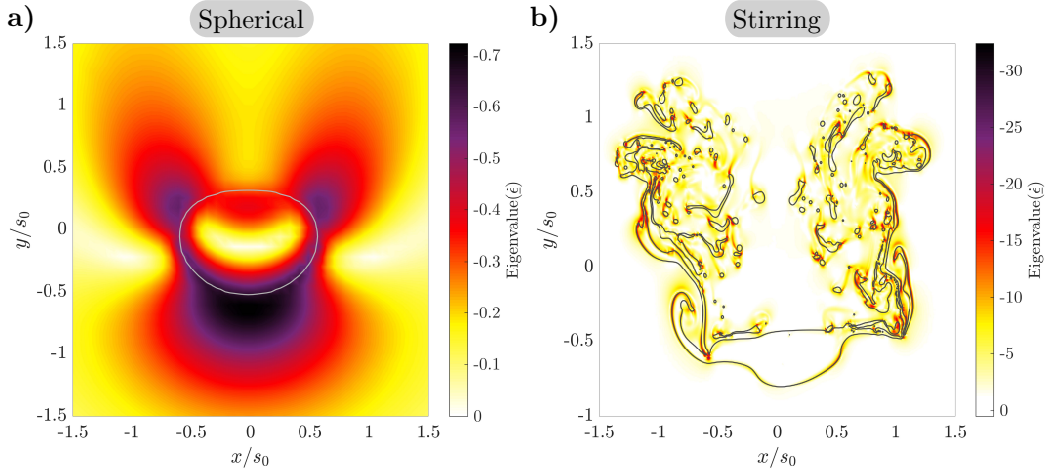 a) Spherical
1.5
1
0.5
0
-0.5
-1
-1.5
y/s₀
-1.5 -1 -0.5 0 0.5 1 1.5
x/s₀
-0.7
-0.6
-0.5
-0.4
-0.3
-0.2
-0.1
0
Eigenvalue(ϵ̲̇)
b) Stirring
1.5
1
0.5
0
-0.5
-1
y/s₀
-1.5 -1 -0.5 0 0.5 1 1.5
x/s₀
-30
-25
-20
-15
-10
-5
0
Eigenvalue(ϵ̲̇)